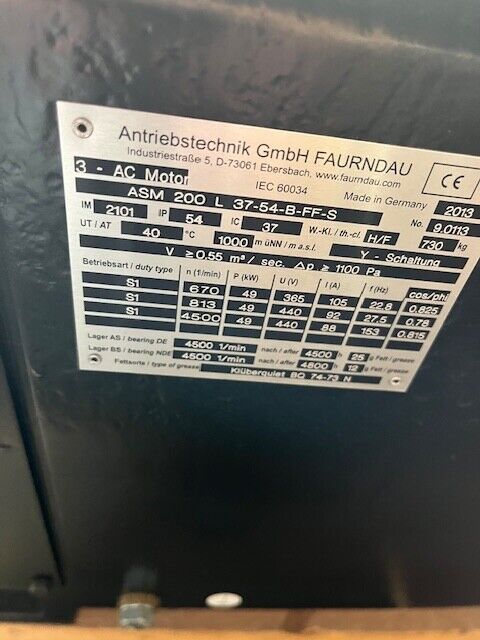 Antriebstechnik GmbH FAURNDAU
Industriestraße 5, D-73061 Ebersbach, www.faurndau.com
CE
3 - AC Motor IEC 60034 Made in Germany 2013
ASM 200 L 37-54-B-FF-S No. 9.0113
IM 2101 IP 54 IC 37 W.-Kl. / th.-cl. H/F 730 kg
UT / AT 40 °C 1000 m üNN / m a.s.l. Y - Schaltung
V ≥ 0,55 m³ / sec. Δp ≥ 1100 Pa
Betriebsart / duty type n (1/min) P (kW) U (V) I (A) f (Hz) cos/phi
S1 670 49 365 105 22.8 0.825
S1 813 49 440 92 27.5 0.78
S1 4500 49 440 88 153 0.815
Lager AS / bearing DE 4500 1/min nach / after 4500 h 25 g Fett / grease
Lager BS / bearing NDE 4500 1/min nach / after 4800 h 12 g Fett / grease
Fettsorte / type of grease Klüberquiet BQ 74-73 N